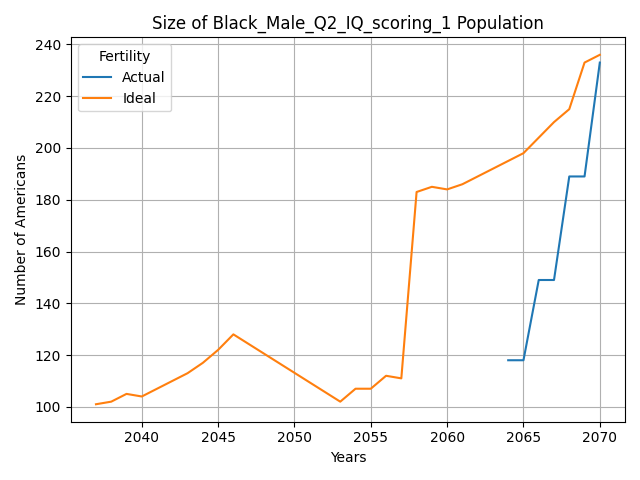 Size of Black_Male_Q2_IQ_scoring_1 Population
Fertility
Actual
Ideal
Number of Americans
240
220
200
180
160
140
120
100
2040 2045 2050 2055 2060 2065 2070
Years